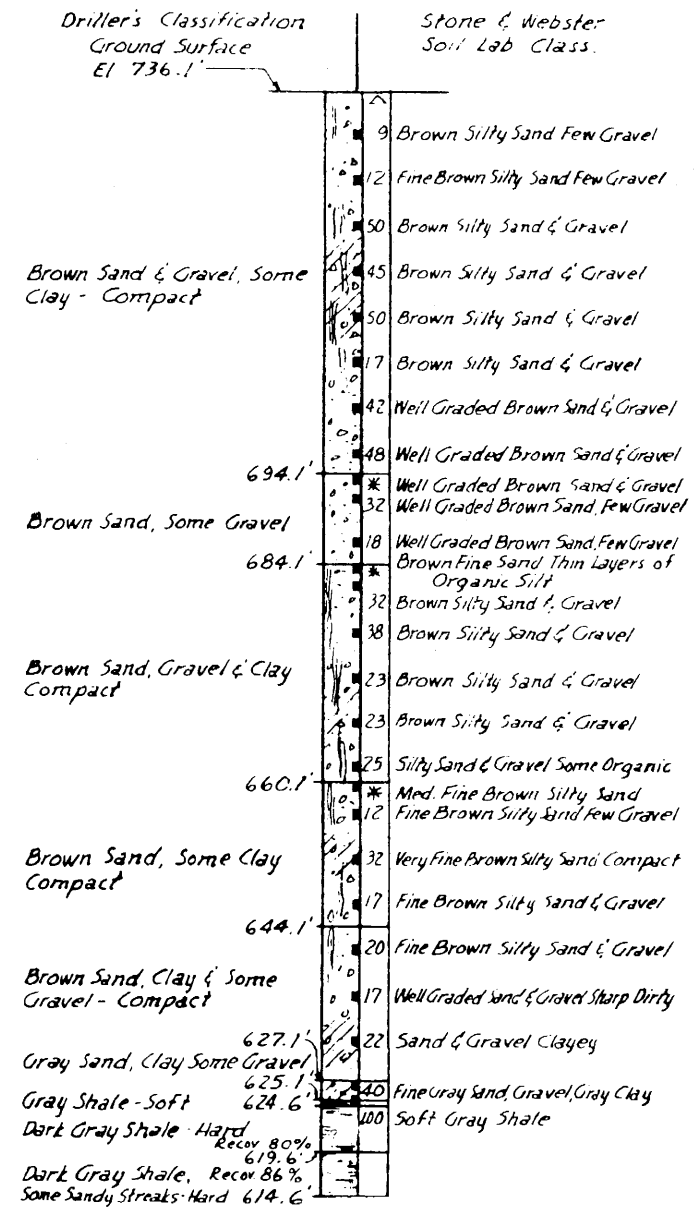 Driller's Classification
Ground Surface
El 736.1'
Stone & Webster
Soil Lab Class.
9 Brown Silty Sand Few Gravel
12 Fine Brown Silty Sand Few Gravel
50 Brown Silty Sand & Gravel
Brown Sand & Gravel, Some
Clay - Compact
45 Brown Silty Sand & Gravel
50 Brown Silty Sand & Gravel
17 Brown Silty Sand & Gravel
42 Well Graded Brown Sand & Gravel
48 Well Graded Brown Sand & Gravel
694.1'
* Well Graded Brown Sand & Gravel
32 Well Graded Brown Sand, Few Gravel
Brown Sand, Some Gravel
18 Well Graded Brown Sand, Few Gravel
684.1'
* Brown Fine Sand Thin Layers of
Organic Silt
32 Brown Silty Sand & Gravel
38 Brown Silty Sand & Gravel
Brown Sand, Gravel & Clay
Compact
23 Brown Silty Sand & Gravel
23 Brown Silty Sand & Gravel
25 Silty Sand & Gravel Some Organic
660.1'
* Med. Fine Brown Silty Sand
12 Fine Brown Silty Sand Few Gravel
Brown Sand, Some Clay
Compact
32 Very Fine Brown Silty Sand Compact
17 Fine Brown Silty Sand & Gravel
644.1'
20 Fine Brown Silty Sand & Gravel
Brown Sand, Clay & Some
Gravel - Compact
17 Well Graded Sand & Gravel Sharp Dirty
627.1'
22 Sand & Gravel Clayey
Gray Sand, Clay Some Gravel
625.1'
40 Fine Gray Sand, Gravel, Gray Clay
Gray Shale - Soft 624.6'
100 Soft Gray Shale
Dark Gray Shale - Hard
Recov 80%
619.6'
Dark Gray Shale, Recov. 86%
Some Sandy Streaks - Hard 614.6'